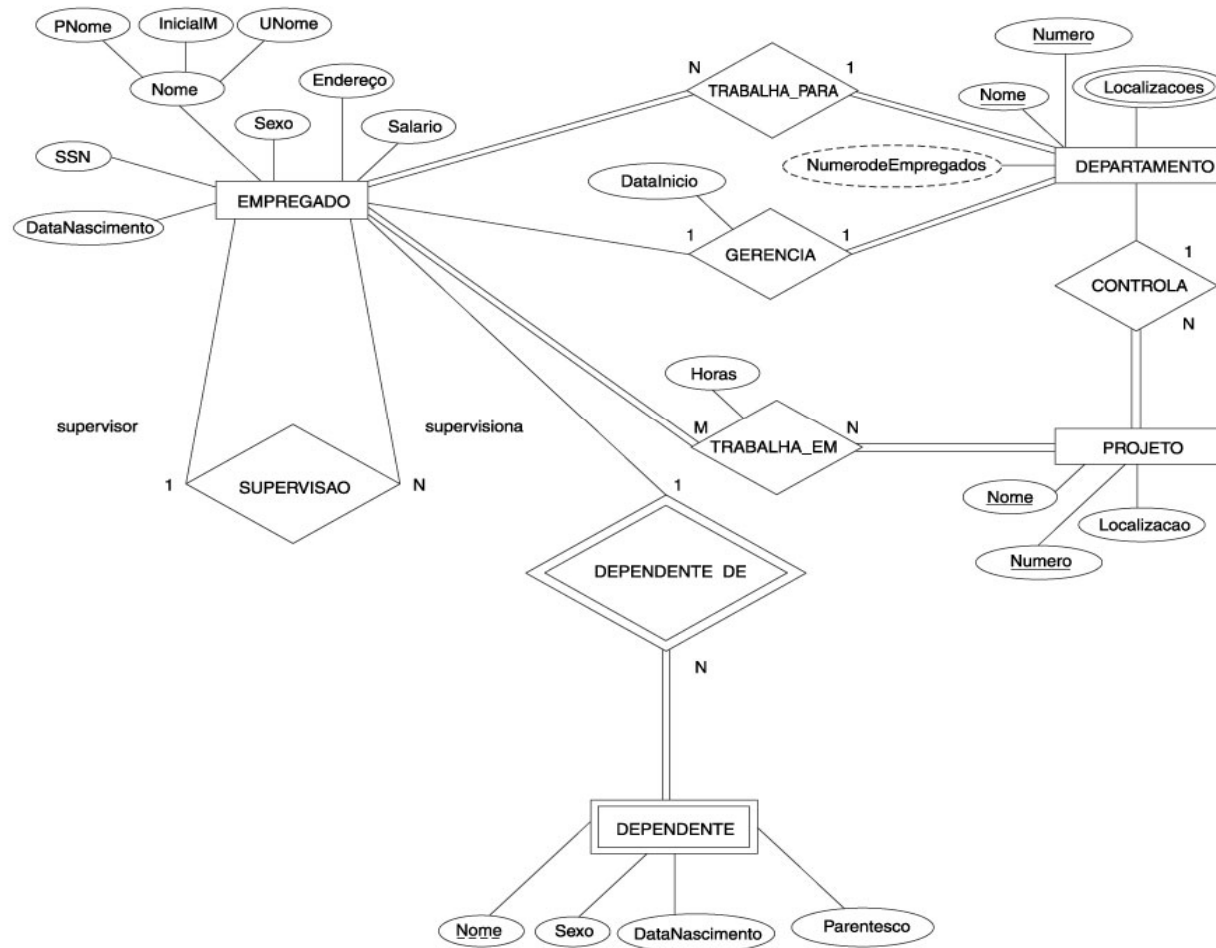 PNome
InicialM
UNome
Nome
Endereço
Sexo
Salario
SSN
EMPREGADO
DataNascimento
N
TRABALHA_PARA
1
Numero
Nome
Localizacoes
NumerodeEmpregados
DEPARTAMENTO
DataInicio
1
GERENCIA
1
1
CONTROLA
N
supervisor
supervisiona
1
SUPERVISAO
N
Horas
M
TRABALHA_EM
N
PROJETO
Nome
Localizacao
Numero
1
DEPENDENTE DE
N
DEPENDENTE
Nome
Sexo
DataNascimento
Parentesco